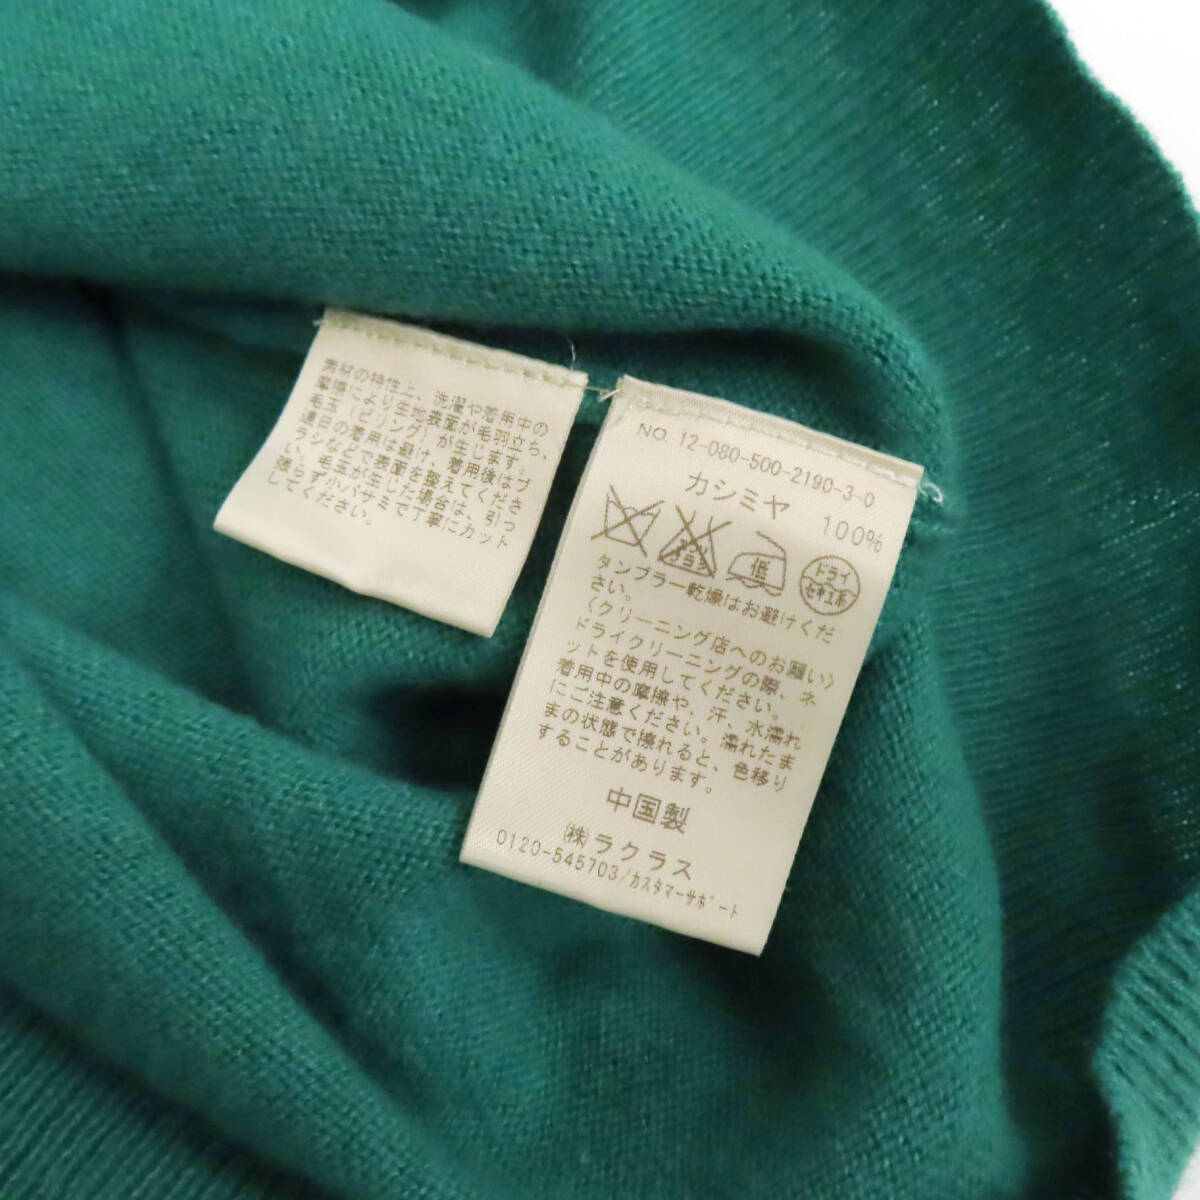 素材の特性上、洗濯や着用中の
摩擦により生地表面が毛羽立ち、
毛玉（ピリング）が生じます。
連日の着用は避け、着用後はブ
ラシなどで表面を整えてくださ
い。毛玉が生じた場合は、引っ
張らず小バサミで丁寧にカット
してください。
NO. 12-080-500-2190-3-0
カシミヤ 100%
エンソ
サラシ
低
ドライ
セキユ系
タンブラー乾燥はお避けくだ
さい。
〈クリーニング店へのお願い〉
ドライクリーニングの際、ネ
ットを使用してください。
着用中の摩擦や、汗、水濡れ
にご注意ください。濡れたま
まの状態で擦れると、色移り
することがあります。
中国製
㈱ラクラス
0120-545703/カスタマーサポート